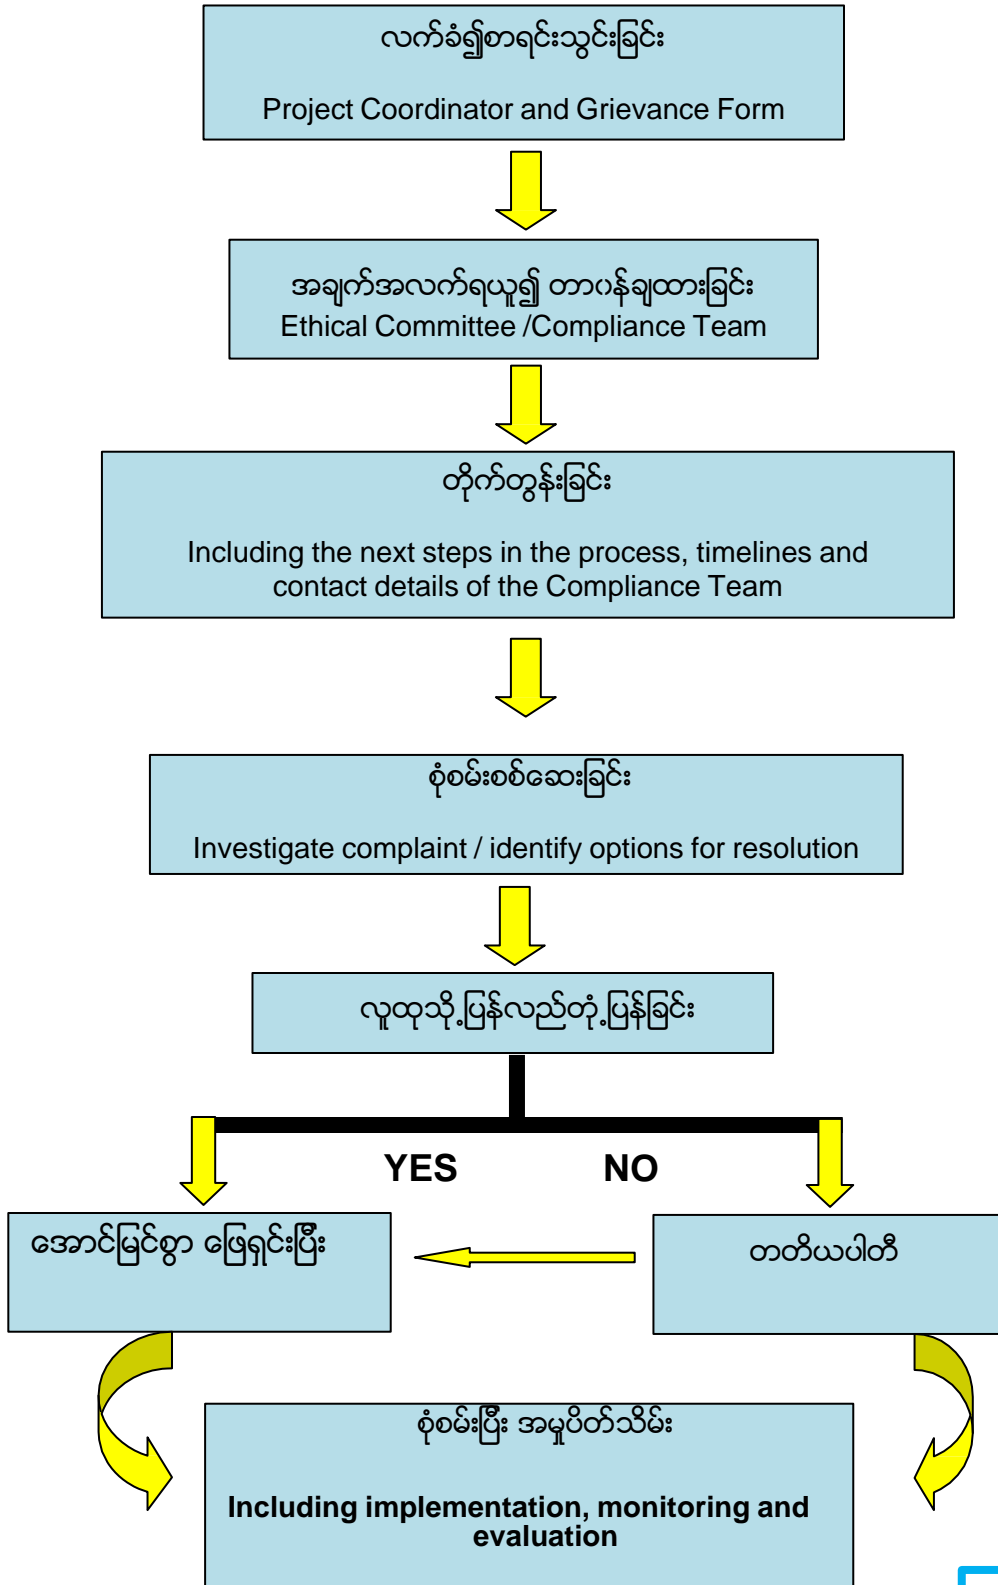 လက်ခံ၍စာရင်းသွင်းခြင်း
Project Coordinator and Grievance Form
အချက်အလက်ရယူ၍ တာဝန်ချထားခြင်း
Ethical Committee /Compliance Team
တိုက်တွန်းခြင်း
Including the next steps in the process, timelines and
contact details of the Compliance Team
စုံစမ်းစစ်ဆေးခြင်း
Investigate complaint / identify options for resolution
လူထုသို့ပြန်လည်တုံ့ပြန်ခြင်း
YES NO
အောင်မြင်စွာ ဖြေရှင်းပြီး
တတိယပါတီ
စုံစမ်းပြီး အမှုပိတ်သိမ်း
Including implementation, monitoring and
evaluation